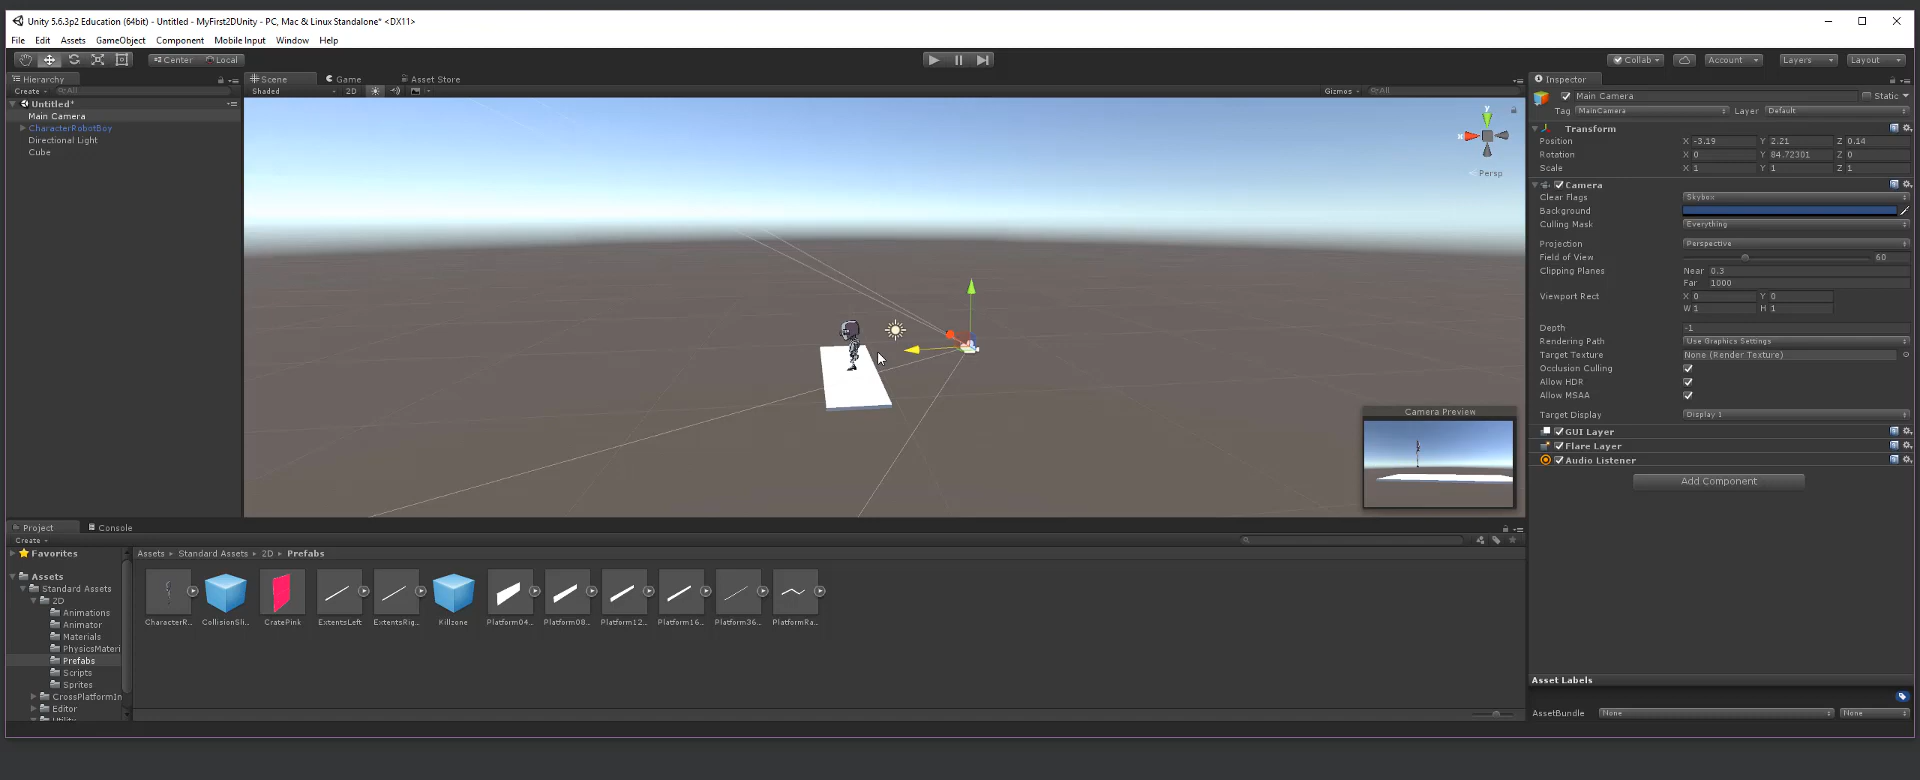 Unity 5.6.3p2 Education (64bit) - Untitled - MyFirst2DUnity - PC, Mac & Linux Standalone* <DX11>
File Edit Assets GameObject Component Mobile Input Window Help
Center Local Collab Account Layers Layout
Hierarchy
Create All
Untitled*
Main Camera
CharacterRobotBoy
Directional Light
Cube
Scene Game Asset Store
Shaded 2D Gizmos All
y
x
Persp
Camera Preview
Inspector
Main Camera Static
Tag MainCamera Layer Default
Transform
Position X -3.19 Y 2.21 Z 0.14
Rotation X 0 Y 84.72301 Z 0
Scale X 1 Y 1 Z 1
Camera
Clear Flags Skybox
Background
Culling Mask Everything
Projection Perspective
Field of View 60
Clipping Planes Near 0.3
Far 1000
Viewport Rect X 0 Y 0
W 1 H 1
Depth -1
Rendering Path Use Graphics Settings
Target Texture None (Render Texture)
Occlusion Culling
Allow HDR
Allow MSAA
Target Display Display 1
GUI Layer
Flare Layer
Audio Listener
Add Component
Asset Labels
AssetBundle None None
Project Console
Create
Favorites
Assets
Standard Assets
2D
Animations
Animator
Materials
PhysicsMateri
Prefabs
Scripts
Sprites
CrossPlatformIn
Editor
Utility
Assets Standard Assets 2D Prefabs
CharacterR... CollisionSli... CratePink ExtentsLeft ExtentsRig... Killzone Platform04... Platform08... Platform12... Platform16... Platform36... PlatformRa...